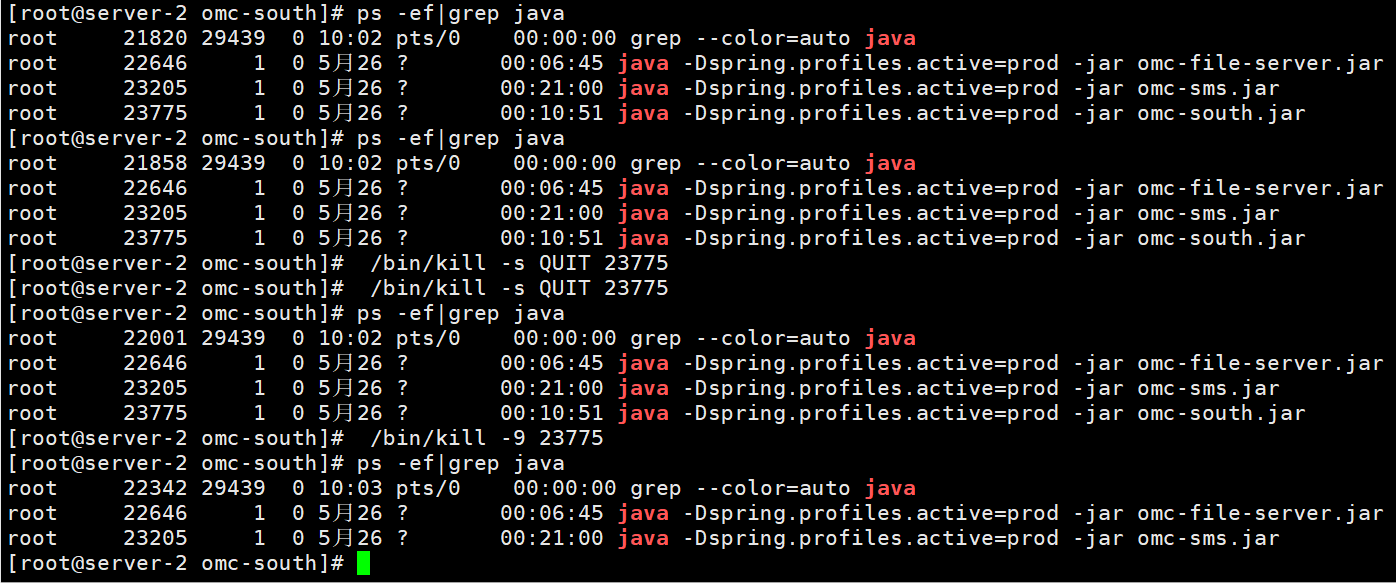 [root@server-2 omc-south]# ps -ef|grep java
root     21820 29439  0 10:02 pts/0    00:00:00 grep --color=auto java
root     22646     1  0 5月26 ?       00:06:45 java -Dspring.profiles.active=prod -jar omc-file-server.jar
root     23205     1  0 5月26 ?       00:21:00 java -Dspring.profiles.active=prod -jar omc-sms.jar
root     23775     1  0 5月26 ?       00:10:51 java -Dspring.profiles.active=prod -jar omc-south.jar
[root@server-2 omc-south]# ps -ef|grep java
root     21858 29439  0 10:02 pts/0    00:00:00 grep --color=auto java
root     22646     1  0 5月26 ?       00:06:45 java -Dspring.profiles.active=prod -jar omc-file-server.jar
root     23205     1  0 5月26 ?       00:21:00 java -Dspring.profiles.active=prod -jar omc-sms.jar
root     23775     1  0 5月26 ?       00:10:51 java -Dspring.profiles.active=prod -jar omc-south.jar
[root@server-2 omc-south]#  /bin/kill -s QUIT 23775
[root@server-2 omc-south]#  /bin/kill -s QUIT 23775
[root@server-2 omc-south]# ps -ef|grep java
root     22001 29439  0 10:02 pts/0    00:00:00 grep --color=auto java
root     22646     1  0 5月26 ?       00:06:45 java -Dspring.profiles.active=prod -jar omc-file-server.jar
root     23205     1  0 5月26 ?       00:21:00 java -Dspring.profiles.active=prod -jar omc-sms.jar
root     23775     1  0 5月26 ?       00:10:51 java -Dspring.profiles.active=prod -jar omc-south.jar
[root@server-2 omc-south]#  /bin/kill -9 23775
[root@server-2 omc-south]# ps -ef|grep java
root     22342 29439  0 10:03 pts/0    00:00:00 grep --color=auto java
root     22646     1  0 5月26 ?       00:06:45 java -Dspring.profiles.active=prod -jar omc-file-server.jar
root     23205     1  0 5月26 ?       00:21:00 java -Dspring.profiles.active=prod -jar omc-sms.jar
[root@server-2 omc-south]#